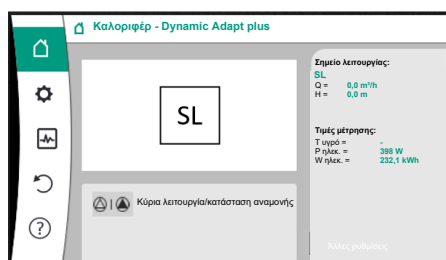 Καλοριφέρ - Dynamic Adapt plus
SL
Κύρια λειτουργία/κατάσταση αναμονής
Σημείο λειτουργίας:
SL
Q = 0,0 m³/h
H = 0,0 m
Τιμές μέτρησης:
T υγρό = -
P ηλεκ. = 398 W
W ηλεκ. = 232,1 kWh
Άλλες ρυθμίσεις